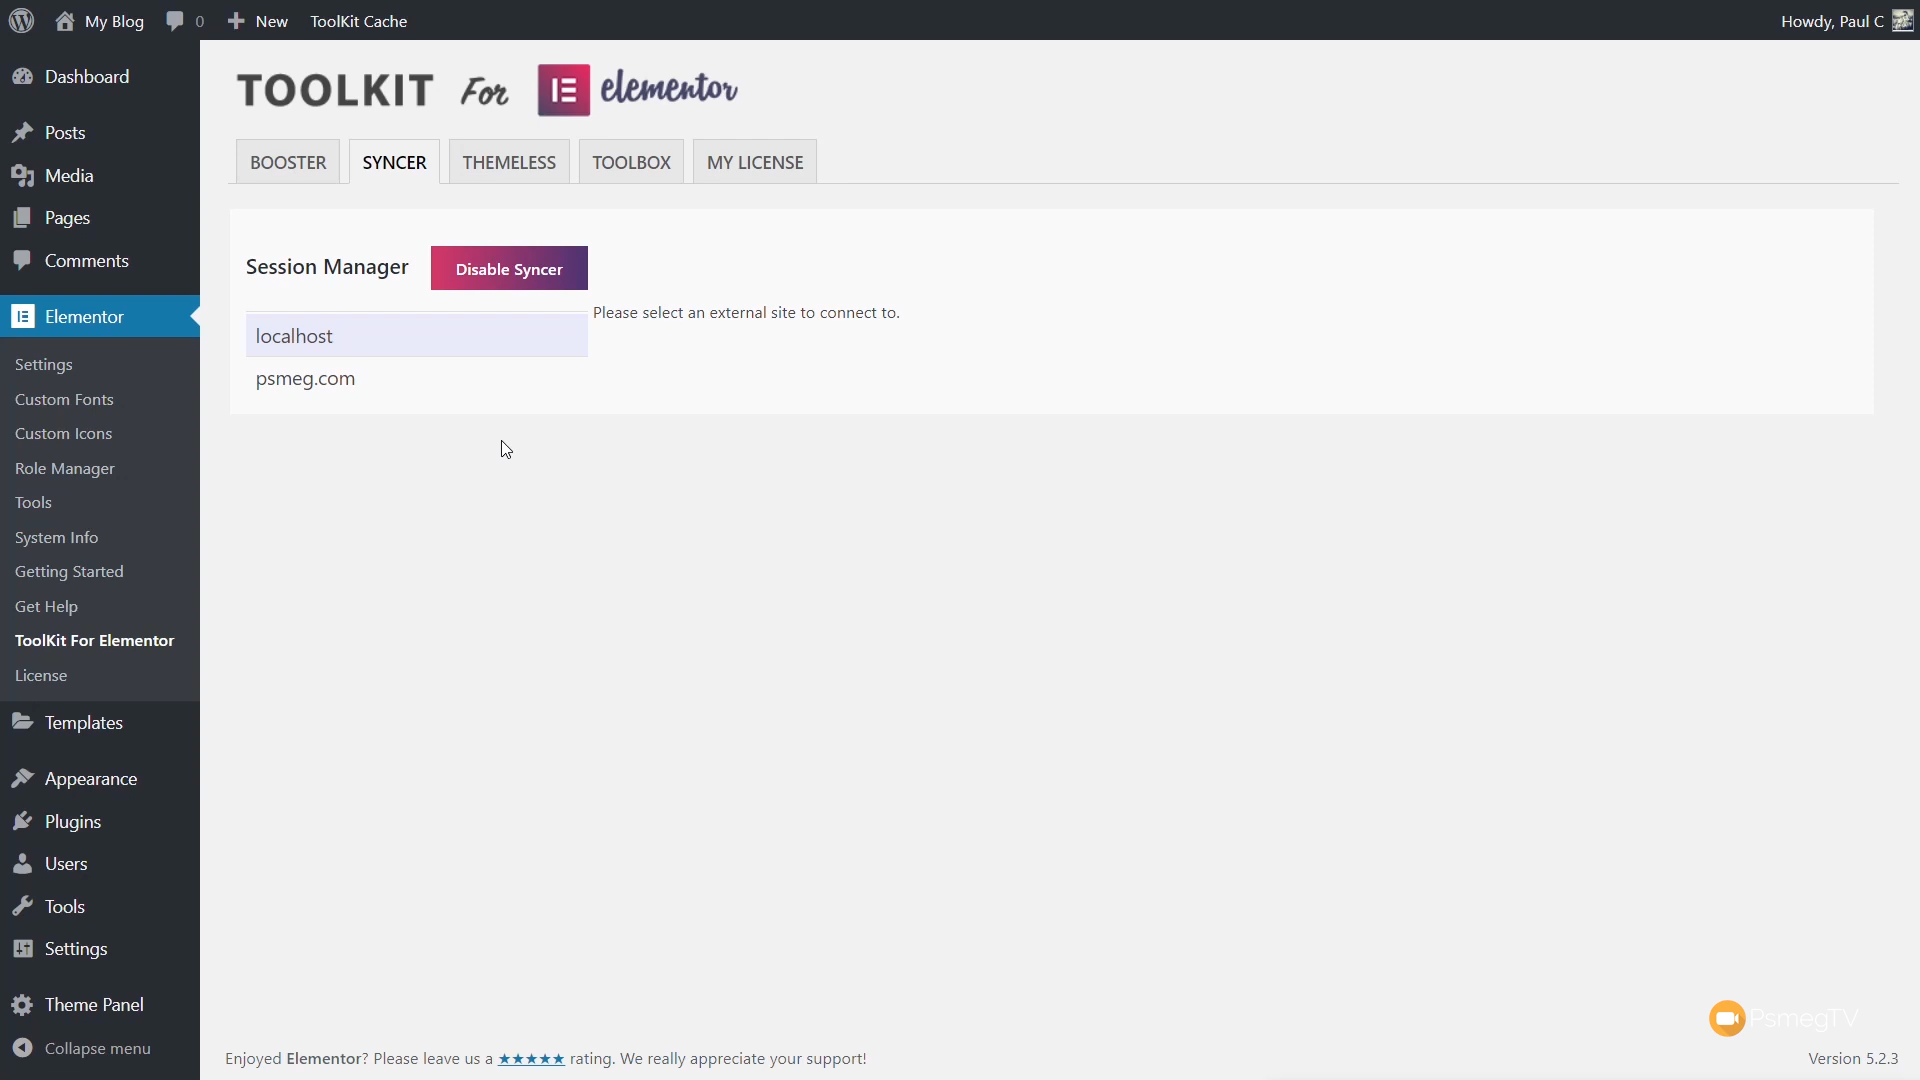 My Blog 0 New ToolKit Cache Howdy, Paul C
Dashboard
Posts
Media
Pages
Comments
Elementor
Settings
Custom Fonts
Custom Icons
Role Manager
Tools
System Info
Getting Started
Get Help
ToolKit For Elementor
License
Templates
Appearance
Plugins
Users
Tools
Settings
Theme Panel
Collapse menu
TOOLKIT For elementor
BOOSTER SYNCER THEMELESS TOOLBOX MY LICENSE
Session Manager Disable Syncer
Please select an external site to connect to.
localhost
psmeg.com
PsmegTV
Enjoyed Elementor? Please leave us a ★★★★★ rating. We really appreciate your support! Version 5.2.3